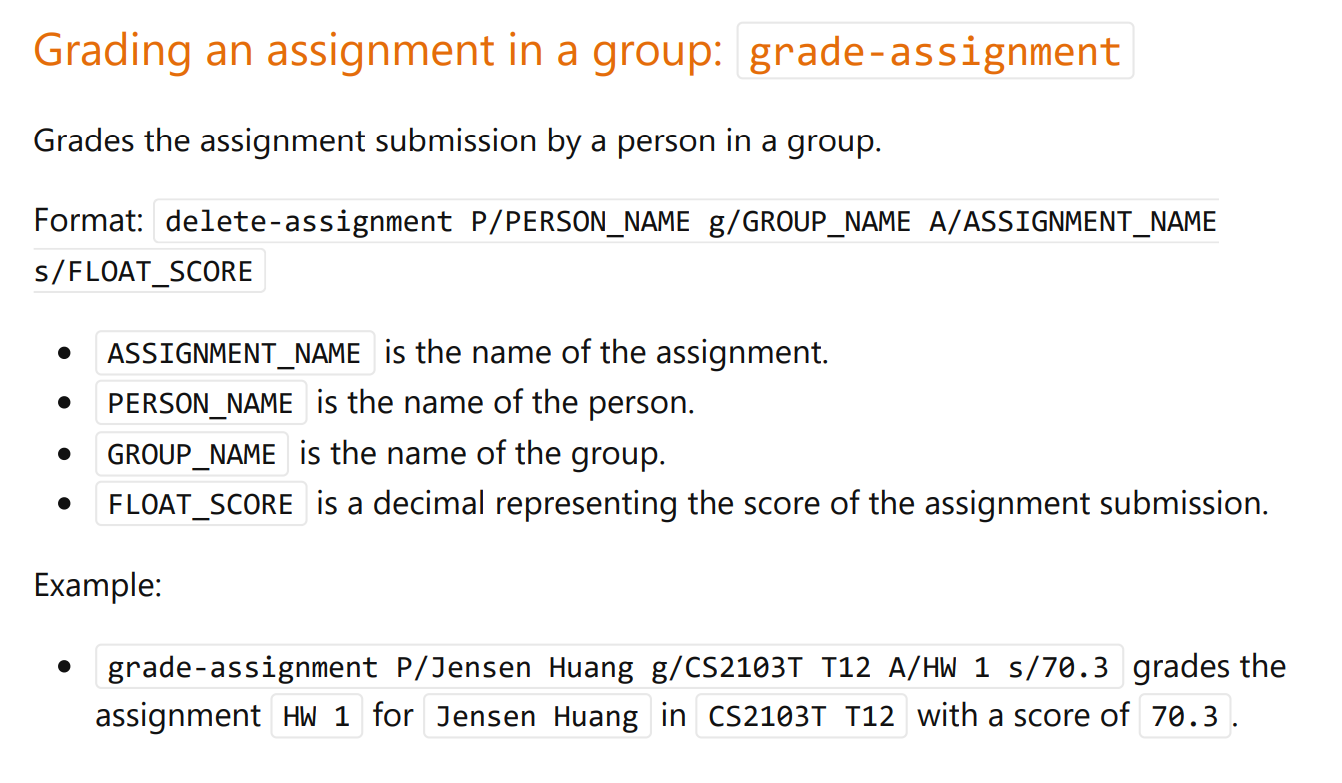 Grading an assignment in a group: grade-assignment
Grades the assignment submission by a person in a group.
Format: delete-assignment P/PERSON_NAME g/GROUP_NAME A/ASSIGNMENT_NAME
s/FLOAT_SCORE
• ASSIGNMENT_NAME is the name of the assignment.
• PERSON_NAME is the name of the person.
• GROUP_NAME is the name of the group.
• FLOAT_SCORE is a decimal representing the score of the assignment submission.
Example:
• grade-assignment P/Jensen Huang g/CS2103T T12 A/HW 1 s/70.3 grades the
assignment HW 1 for Jensen Huang in CS2103T T12 with a score of 70.3.